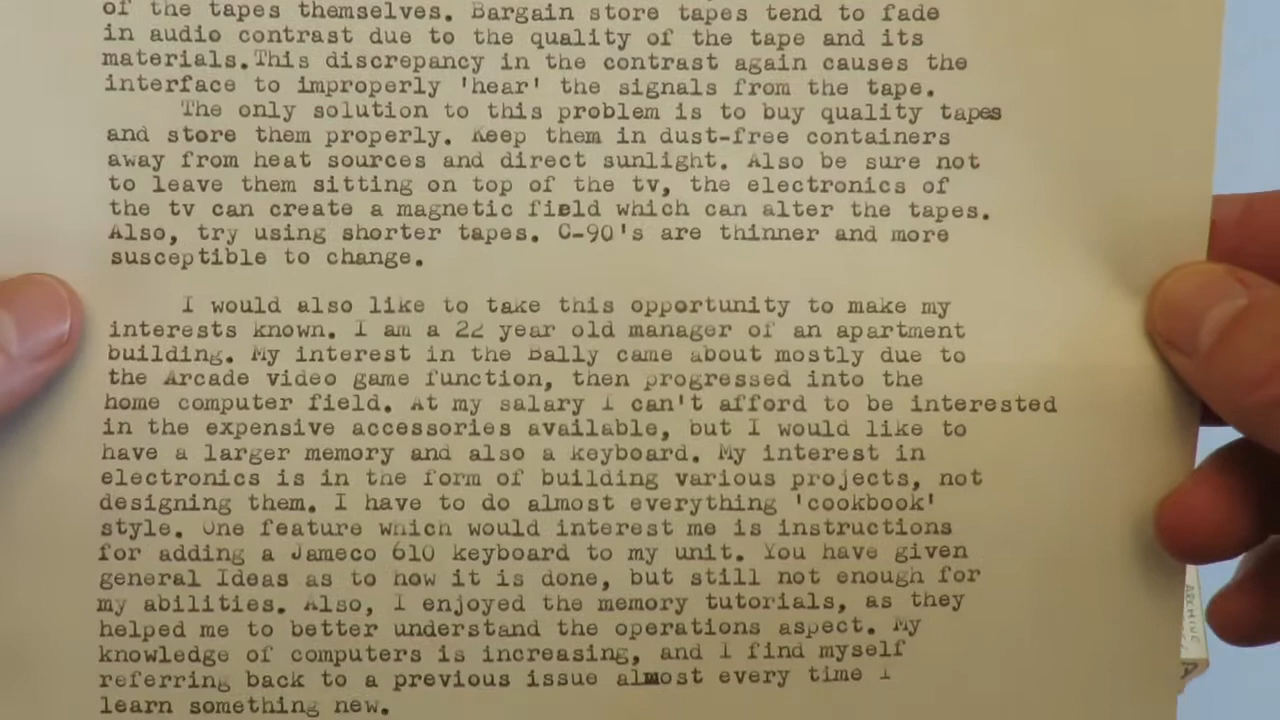 of the tapes themselves. Bargain store tapes tend to fade
in audio contrast due to the quality of the tape and its
materials.This discrepancy in the contrast again causes the
interface to improperly 'hear' the signals from the tape.
The only solution to this problem is to buy quality tapes
and store them properly. Keep them in dust-free containers
away from heat sources and direct sunlight. Also be sure not
to leave them sitting on top of the tv, the electronics of
the tv can create a magnetic field which can alter the tapes.
Also, try using shorter tapes. C-90's are thinner and more
susceptible to change.
I would also like to take this opportunity to make my
interests known. I am a 22 year old manager of an apartment
building. My interest in the Bally came about mostly due to
the Arcade video game function, then progressed into the
home computer field. At my salary I can't afford to be interested
in the expensive accessories available, but I would like to
have a larger memory and also a keyboard. My interest in
electronics is in the form of building various projects, not
designing them. I have to do almost everything 'cookbook'
style. One feature which would interest me is instructions
for adding a Jameco 610 keyboard to my unit. You have given
general Ideas as to how it is done, but still not enough for
my abilities. Also, I enjoyed the memory tutorials, as they
helped me to better understand the operations aspect. My
knowledge of computers is increasing, and I find myself
referring back to a previous issue almost every time I
learn something new.
ARCHIVE